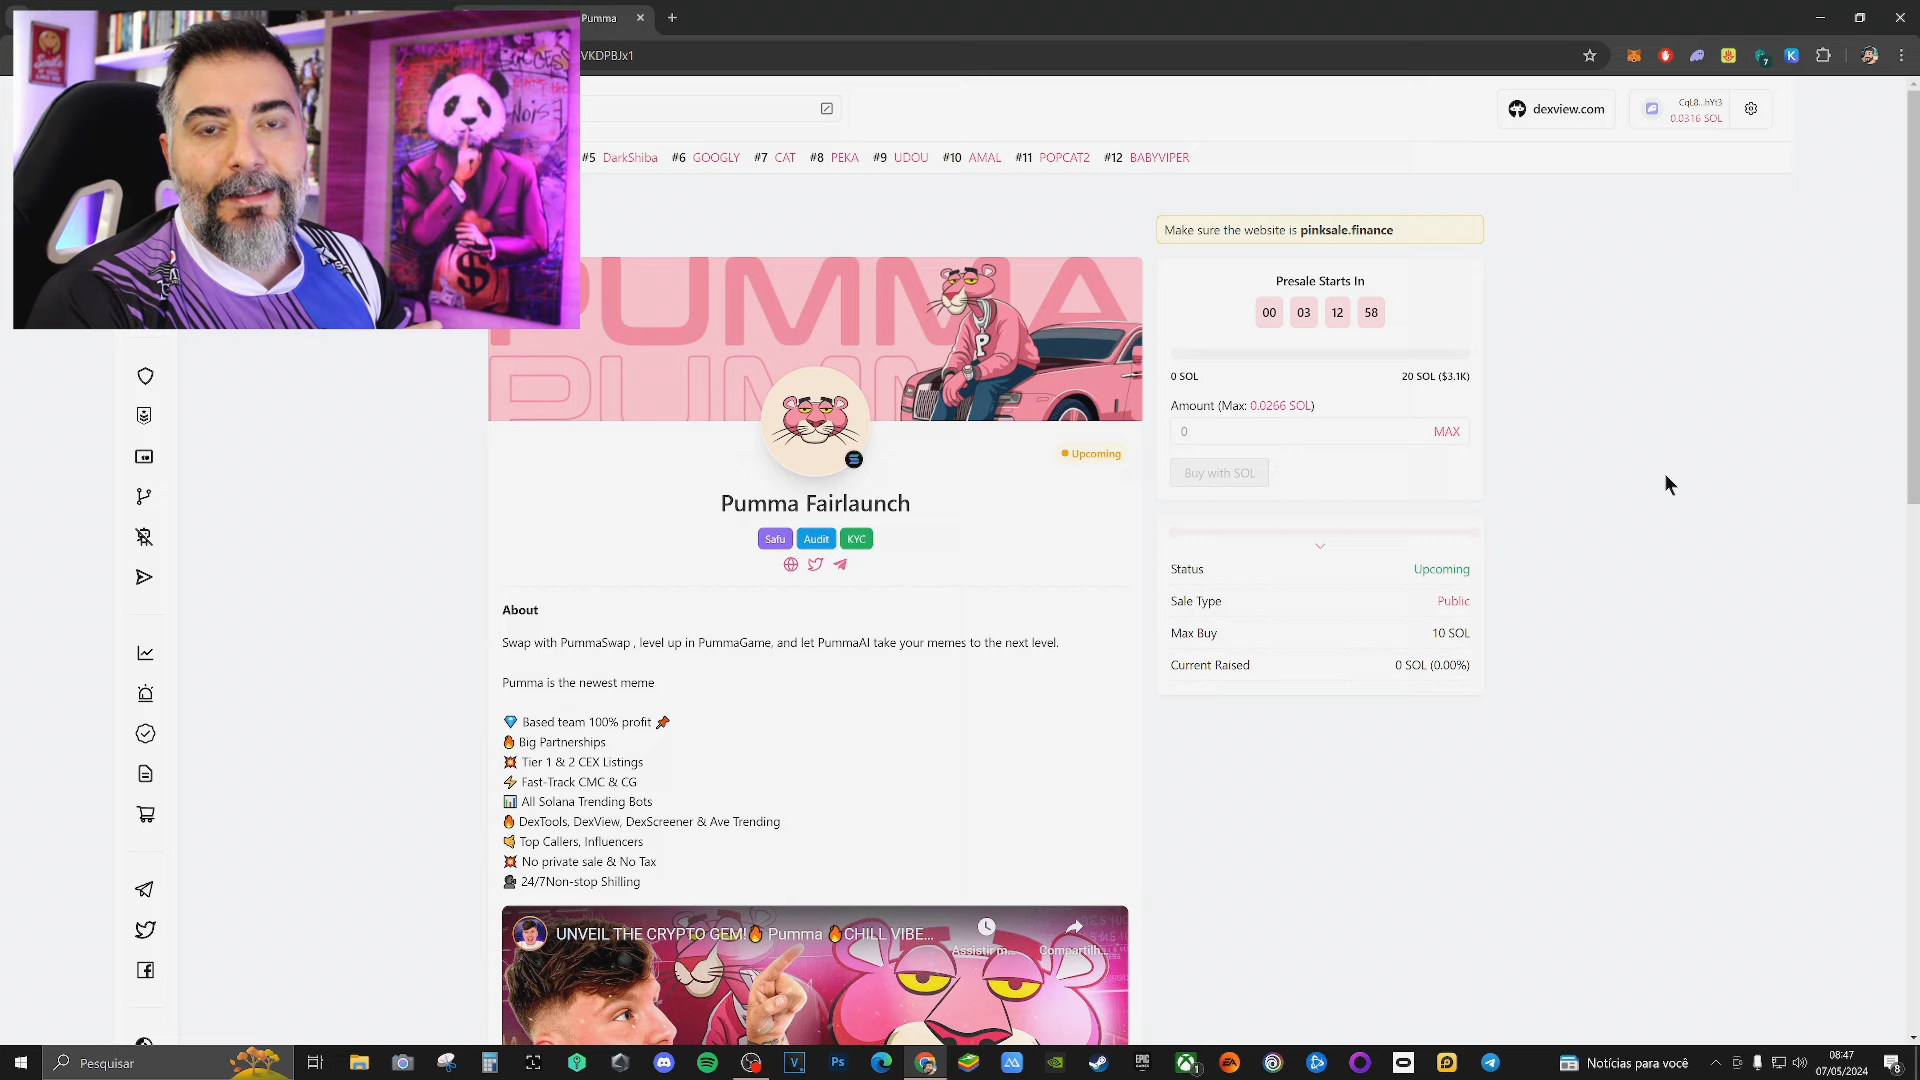 Pumma
VKDPBJx1
7
dexview.com
CqL8...hYt3
0.0316 SOL
#5 DarkShiba #6 GOOGLY #7 CAT #8 PEKA #9 UDOU #10 AMAL #11 POPCAT2 #12 BABYVIPER
Make sure the website is pinksale.finance
PUMMA
Presale Starts In
00 03 12 58
0 SOL 20 SOL ($3.1K)
Amount (Max: 0.0266 SOL)
0 MAX
Buy with SOL
Upcoming
Pumma Fairlaunch
Safu Audit KYC
Status Upcoming
Sale Type Public
Max Buy 10 SOL
Current Raised 0 SOL (0.00%)
About
Swap with PummaSwap , level up in PummaGame, and let PummaAI take your memes to the next level.
Pumma is the newest meme
💎 Based team 100% profit 📌
🔥 Big Partnerships
💥 Tier 1 & 2 CEX Listings
⚡ Fast-Track CMC & CG
📊 All Solana Trending Bots
🔥 DexTools, DexView, DexScreener & Ave Trending
🤙 Top Callers, Influencers
💥 No private sale & No Tax
🗣 24/7Non-stop Shilling
UNVEIL THE CRYPTO GEM!🔥 Pumma 🔥CHILL VIBE...
Assistir m... Compartilh...
Pesquisar
Notícias para você
08:47
07/05/2024
8